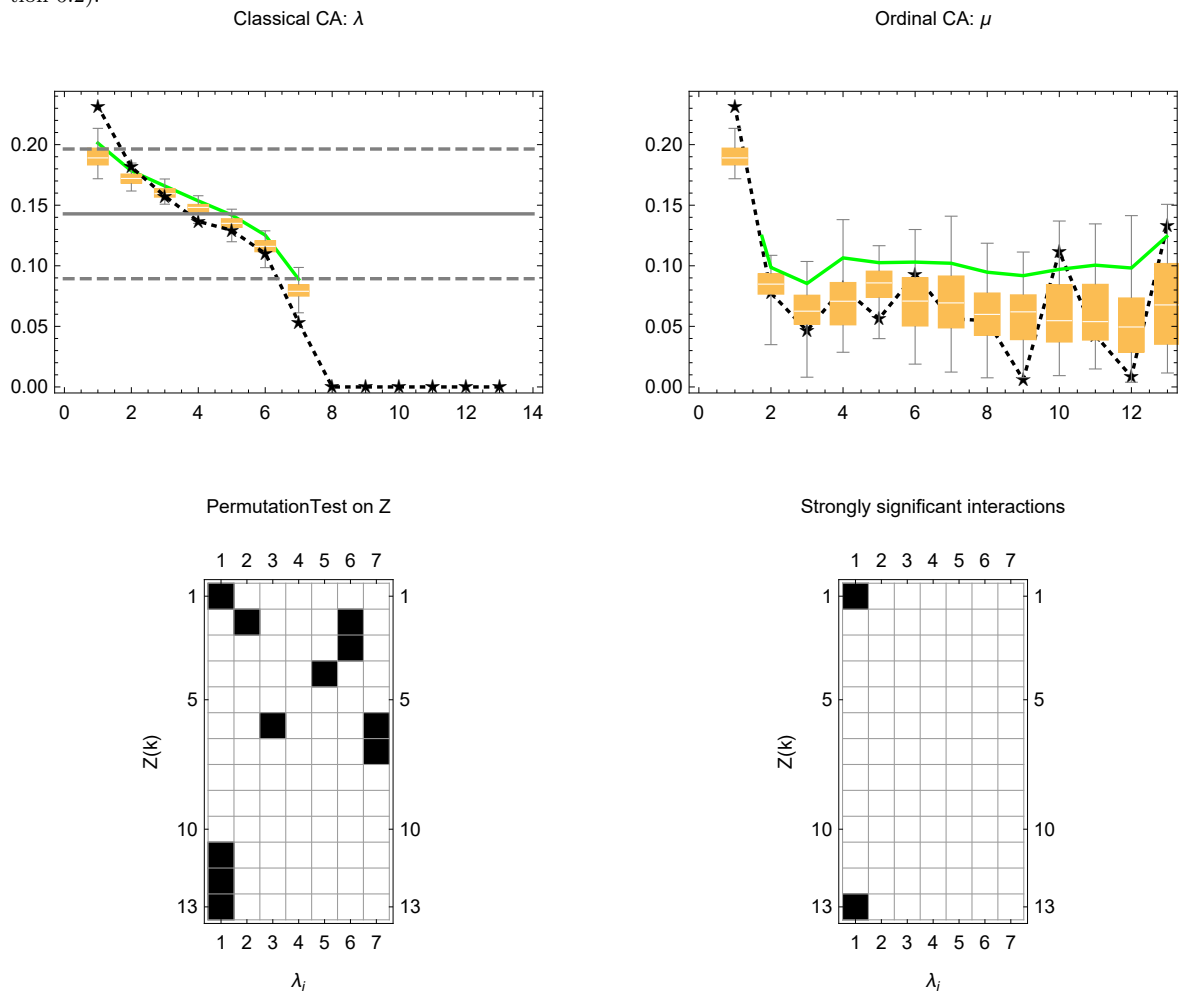 tion 6.2).
Classical CA: λ
Ordinal CA: μ
0.20
0.15
0.10
0.05
0.00
0 2 4 6 8 10 12 14
0.20
0.15
0.10
0.05
0.00
0 2 4 6 8 10 12
PermutationTest on Z
1 2 3 4 5 6 7
1 1
5 5
Z(k)
10 10
13 13
1 2 3 4 5 6 7
λi
Strongly significant interactions
1 2 3 4 5 6 7
1 1
5 5
Z(k)
10 10
13 13
1 2 3 4 5 6 7
λi